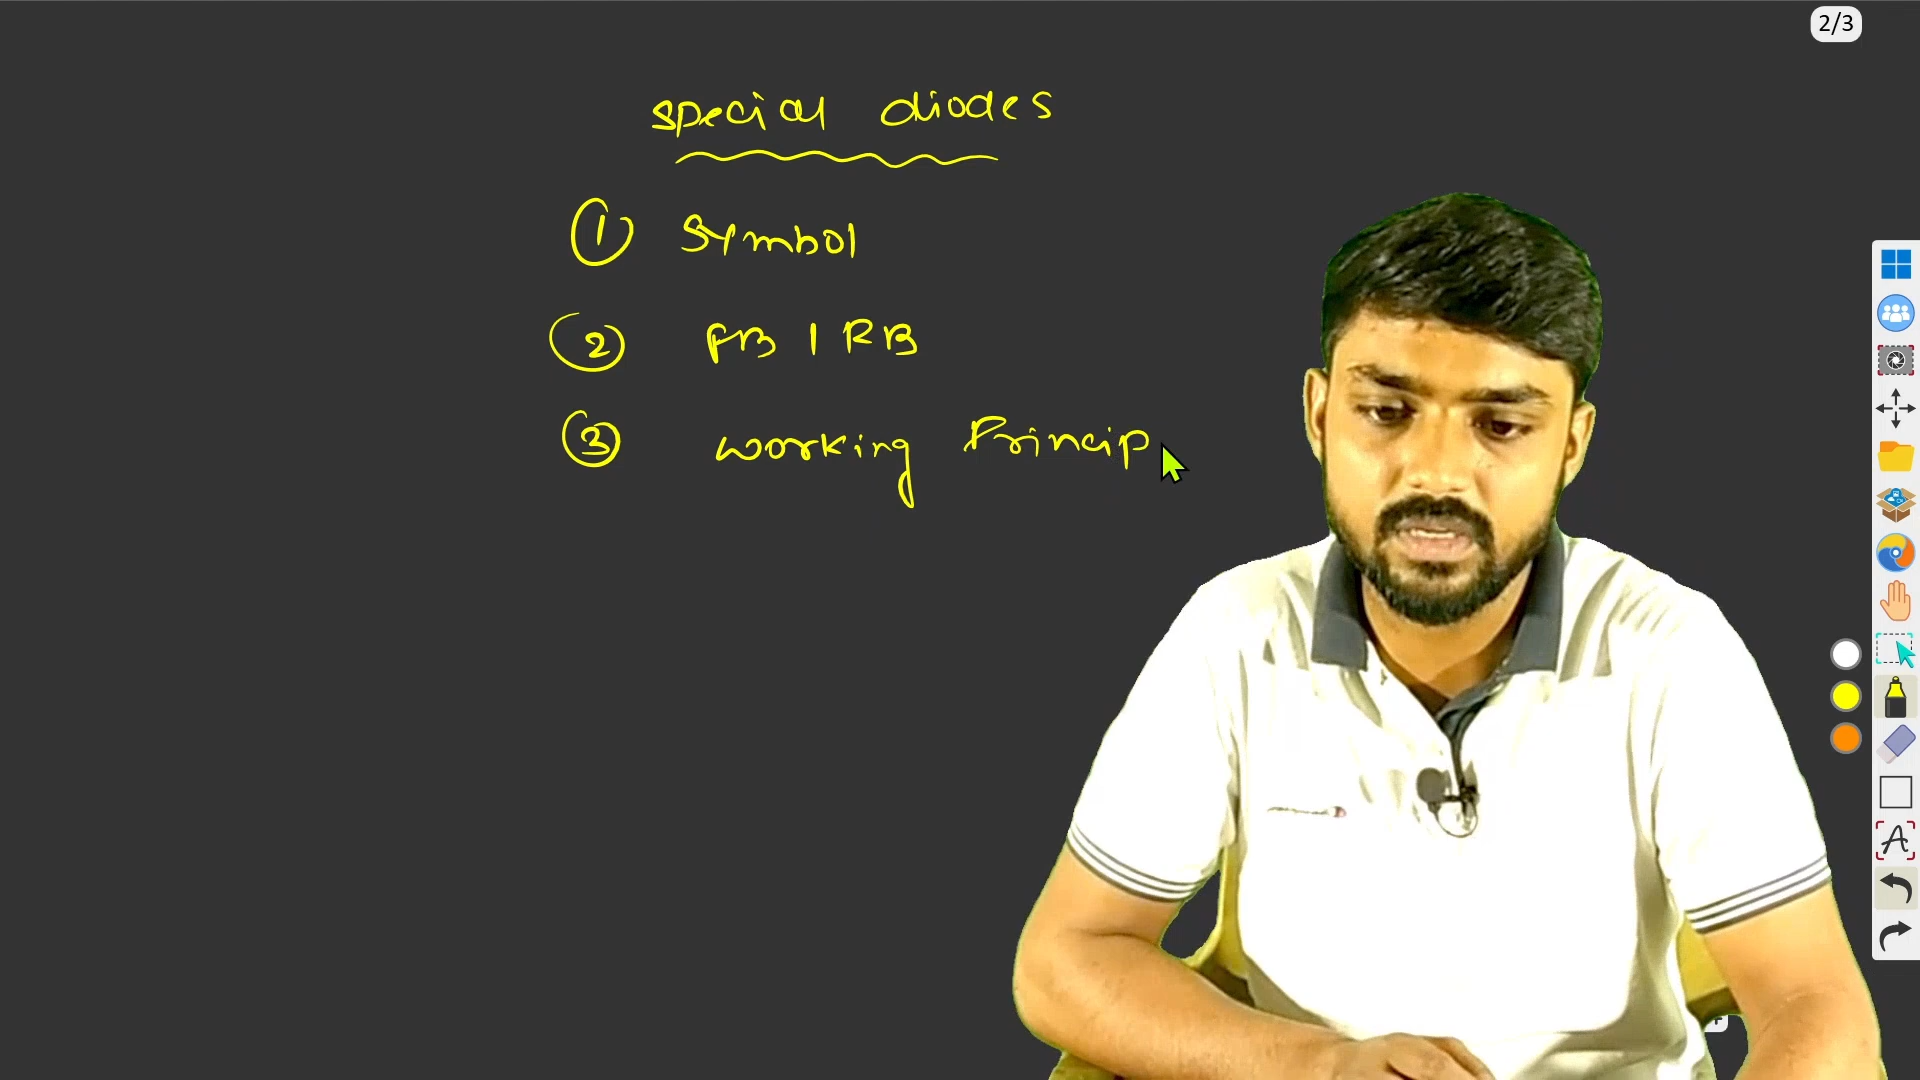 2/3
special diodes
1 Symbol
2 FB | RB
3 working Princip